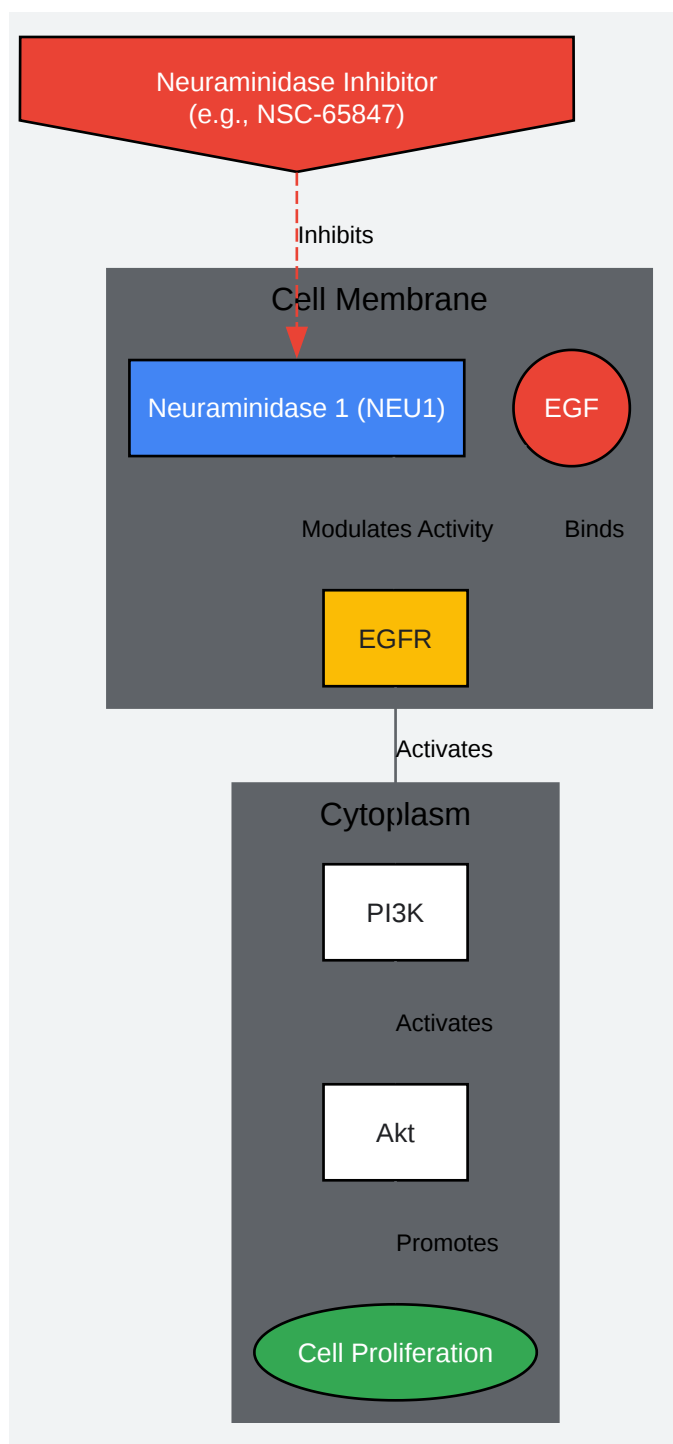 Neuraminidase Inhibitor
(e.g., NSC-65847)
Inhibits
Cell Membrane
Neuraminidase 1 (NEU1)
EGF
Modulates Activity
Binds
EGFR
Activates
Cytoplasm
PI3K
Activates
Akt
Promotes
Cell Proliferation